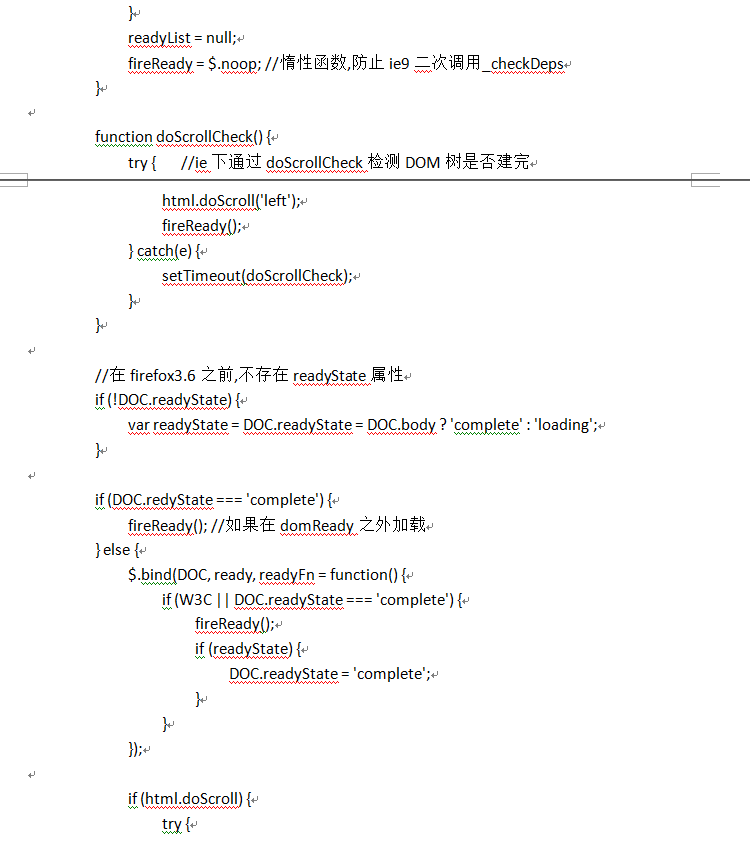 }
readyList = null;
fireReady = $.noop; //惰性函数,防止 ie9 二次调用_checkDeps
}
function doScrollCheck() {
try { //ie 下通过 doScrollCheck 检测 DOM 树是否建完
html.doScroll('left');
fireReady();
} catch(e) {
setTimeout(doScrollCheck);
}
}
//在 firefox3.6 之前,不存在 readyState 属性
if (!DOC.readyState) {
var readyState = DOC.readyState = DOC.body ? 'complete' : 'loading';
}
if (DOC.redyState === 'complete') {
fireReady(); //如果在 domReady 之外加载
} else {
$.bind(DOC, ready, readyFn = function() {
if (W3C || DOC.readyState === 'complete') {
fireReady();
if (readyState) {
DOC.readyState = 'complete';
}
}
});
if (html.doScroll) {
try {